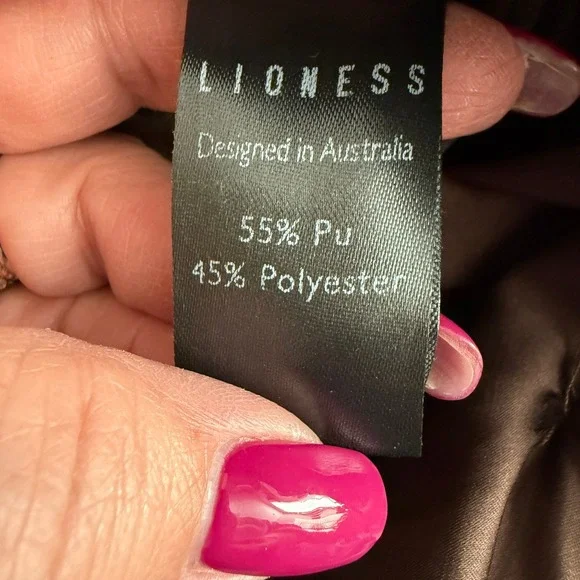 LIONESS
Designed in Australia
55% Pu
45% Polyester